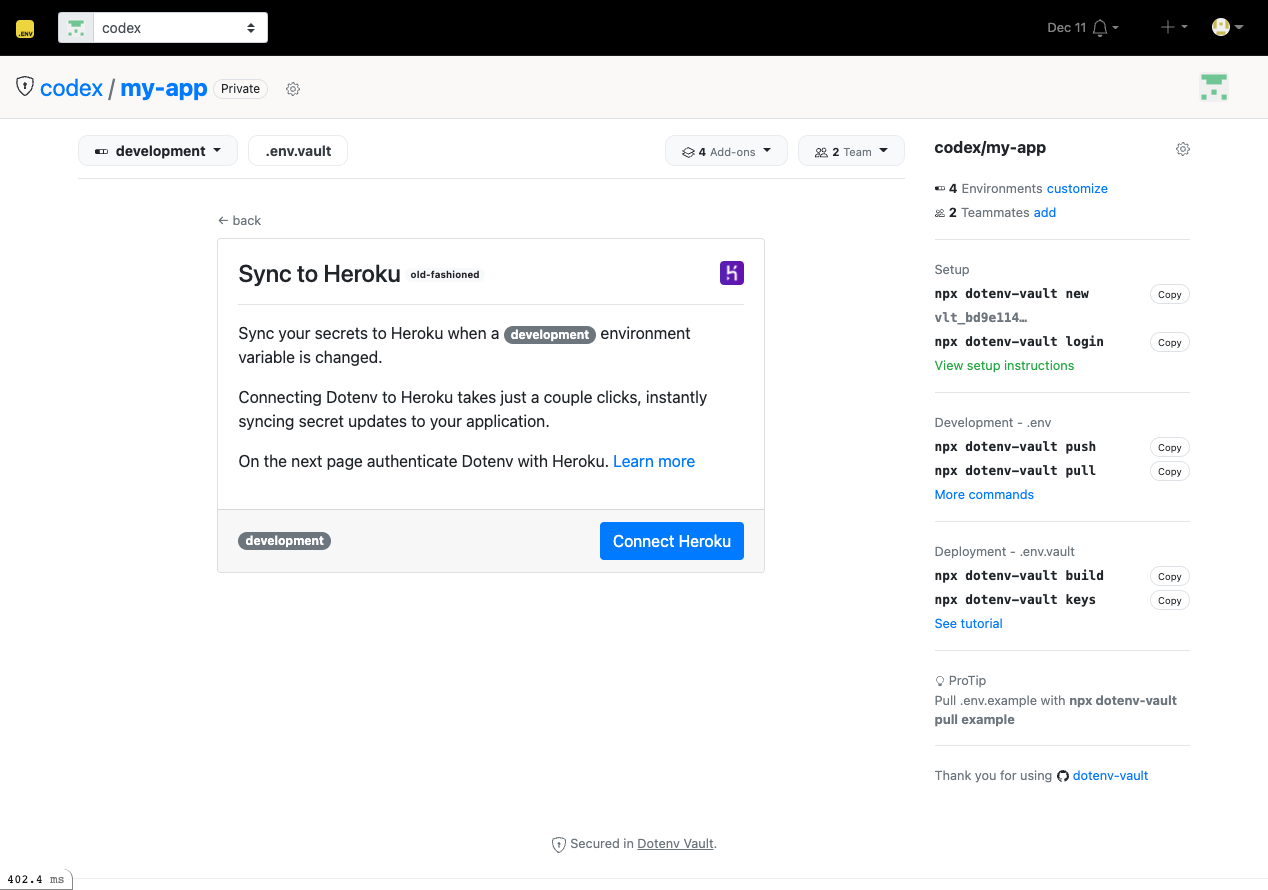 .ENV
codex
Dec 11
codex / my-app Private
development
.env.vault
4 Add-ons
2 Team
← back
Sync to Heroku old-fashioned
Sync your secrets to Heroku when a development environment
variable is changed.
Connecting Dotenv to Heroku takes just a couple clicks, instantly
syncing secret updates to your application.
On the next page authenticate Dotenv with Heroku. Learn more
development
Connect Heroku
codex/my-app
4 Environments customize
2 Teammates add
Setup
npx dotenv-vault new Copy
vlt_bd9e114…
npx dotenv-vault login Copy
View setup instructions
Development - .env
npx dotenv-vault push Copy
npx dotenv-vault pull Copy
More commands
Deployment - .env.vault
npx dotenv-vault build Copy
npx dotenv-vault keys Copy
See tutorial
ProTip
Pull .env.example with npx dotenv-vault
pull example
Thank you for using dotenv-vault
Secured in Dotenv Vault.
402.4 ms